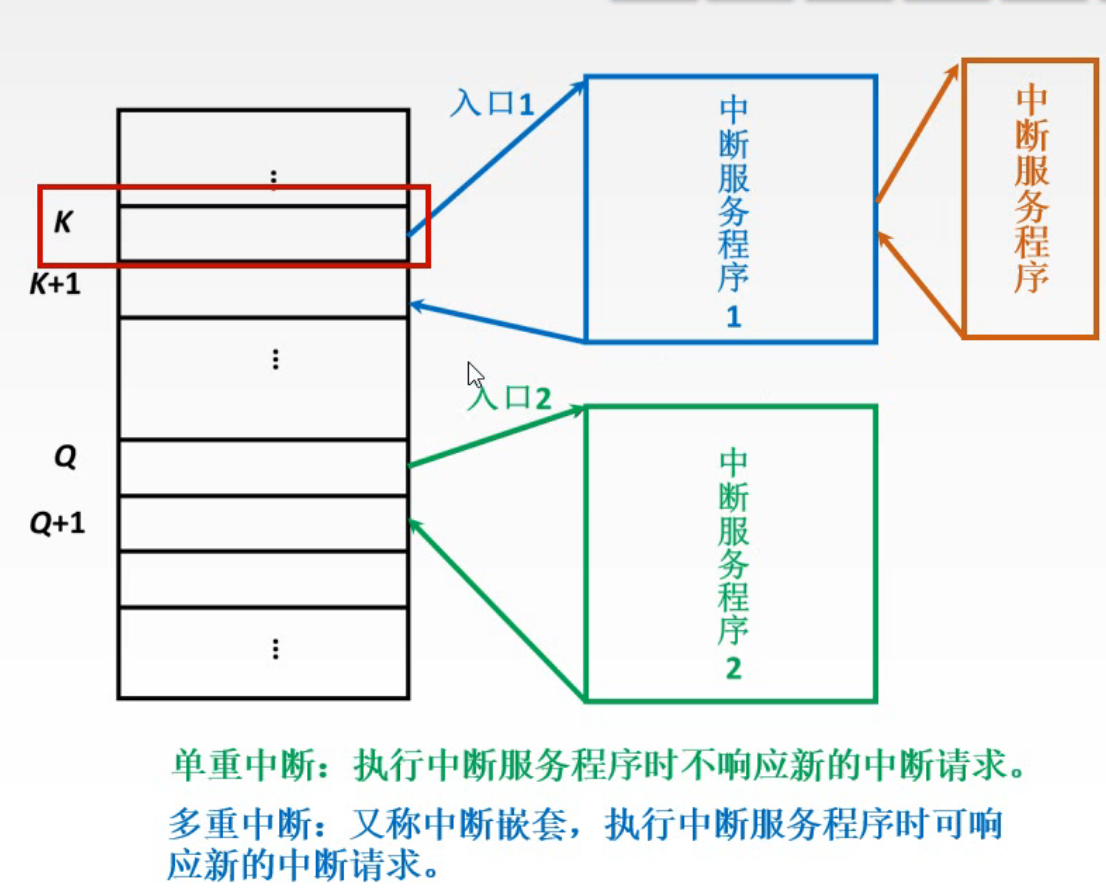 入口1
中断服务程序1
中断服务程序
⋮
K
K+1
⋮
入口2
Q
中断服务程序2
Q+1
⋮
单重中断：执行中断服务程序时不响应新的中断请求。
多重中断：又称中断嵌套，执行中断服务程序时可响
应新的中断请求。